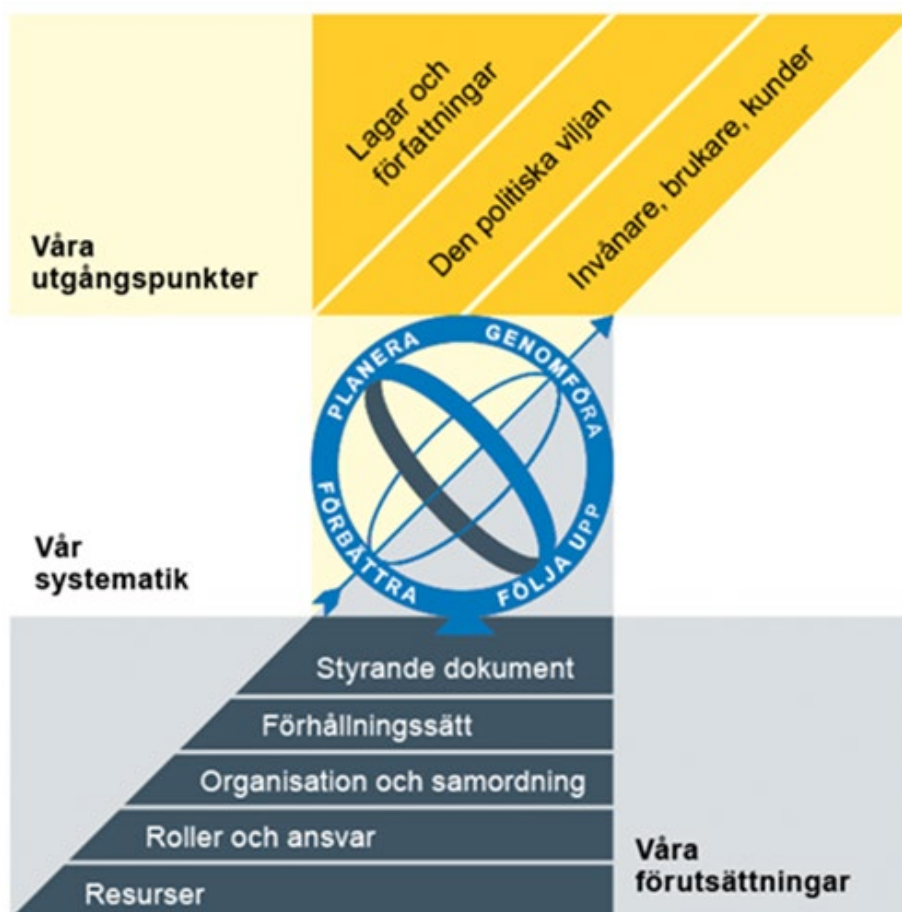 Lagar och
författningar
Den politiska viljan
Invånare, brukare, kunder
Våra
utgångspunkter
PLANERA
GENOMFÖRA
FÖLJA UPP
FÖRBÄTTRA
Vår
systematik
Styrande dokument
Förhållningssätt
Organisation och samordning
Roller och ansvar
Resurser
Våra
förutsättningar